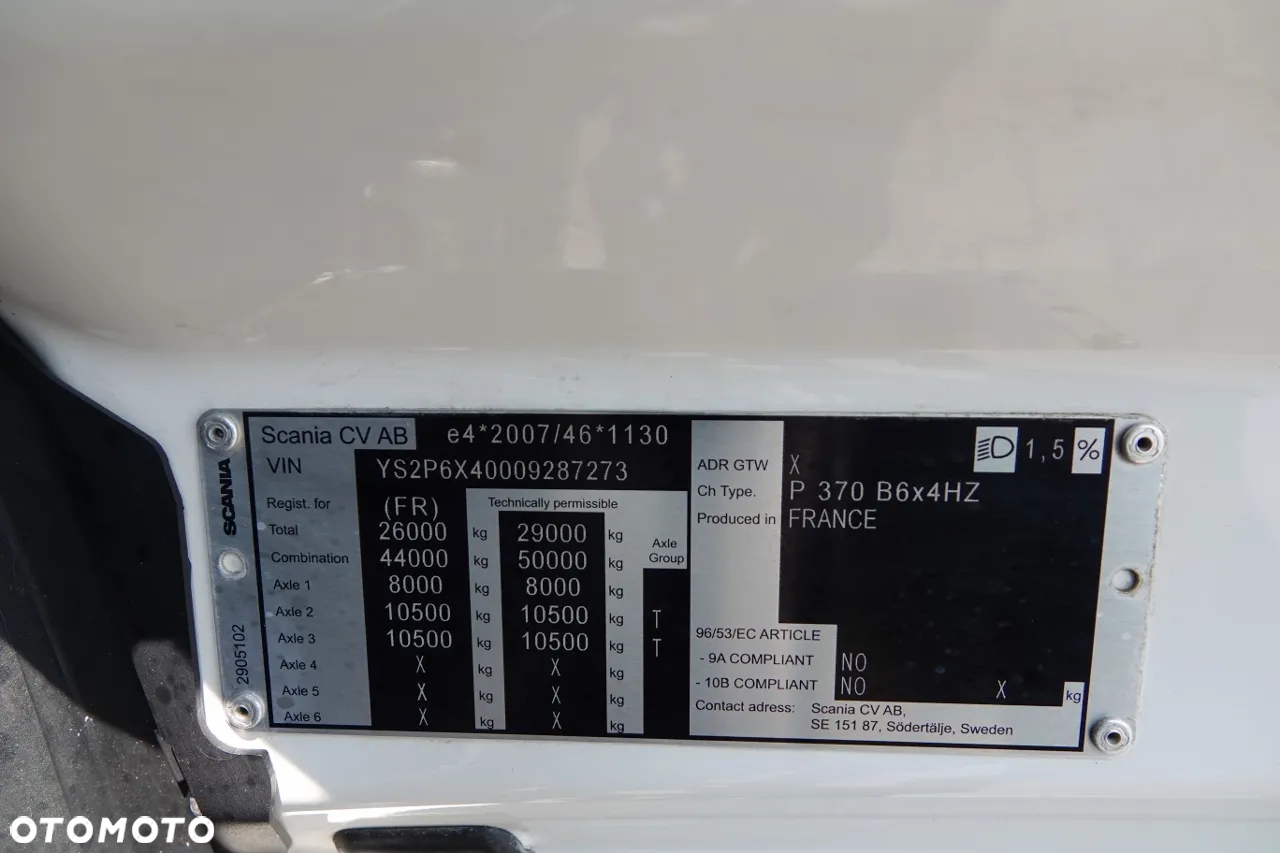 Scania CV AB e4*2007/46*1130
VIN YS2P6X40009287273
Regist. for (FR) Technically permissible
Total 26000 kg 29000 kg Axle Group
Combination 44000 kg 50000 kg
Axle 1 8000 kg 8000 kg
Axle 2 10500 kg 10500 kg T
Axle 3 10500 kg 10500 kg T
Axle 4 X kg X kg
Axle 5 X kg X kg
Axle 6 X kg X kg
1,5 %
ADR GTW X
Ch Type. P 370 B6x4HZ
Produced in FRANCE
96/53/EC ARTICLE
- 9A COMPLIANT NO
- 10B COMPLIANT NO X kg
Contact adress: Scania CV AB,
SE 151 87, Södertälje, Sweden
SCANIA
2905102
OTOMOTO